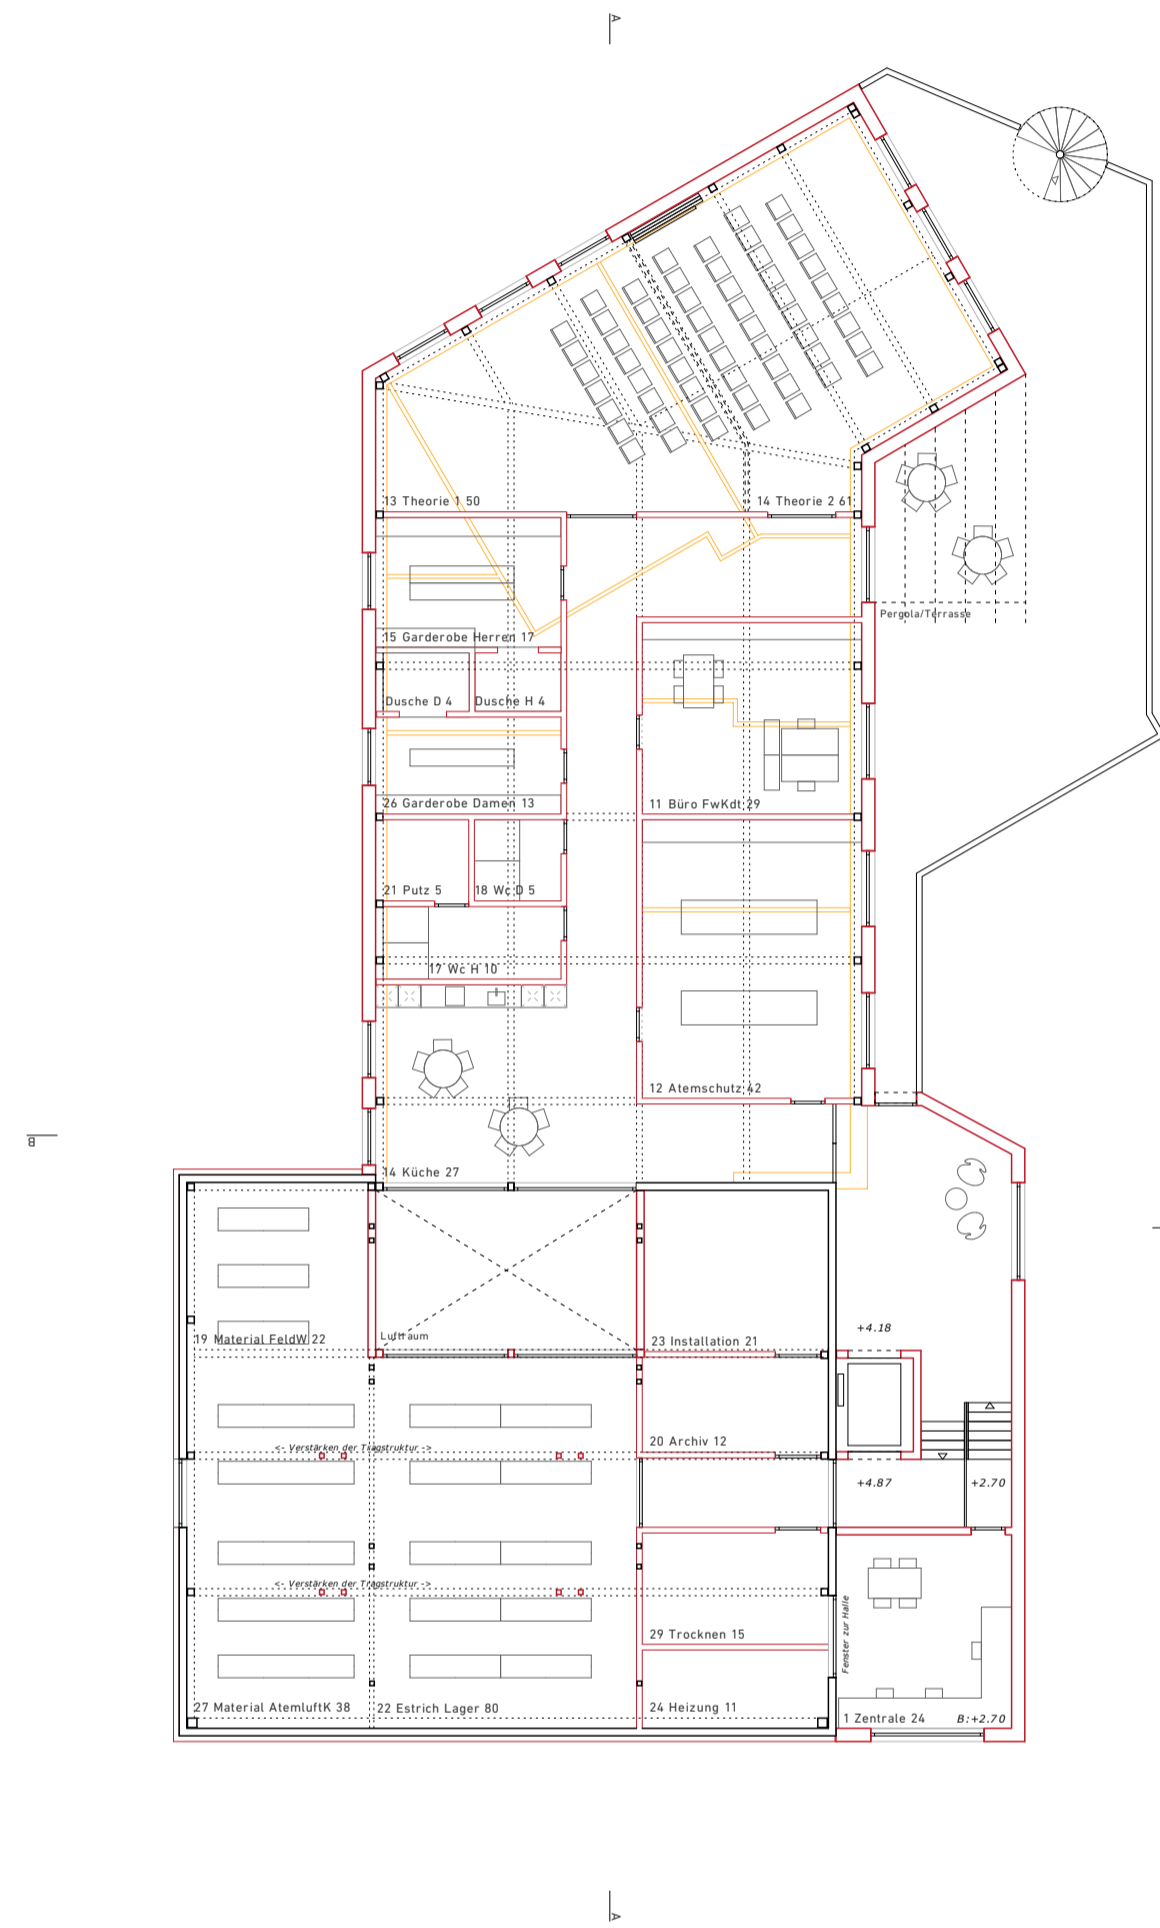 A
13 Theorie 1 50
14 Theorie 2 61
Pergola/Terrasse
15 Garderobe Herren 17
Dusche D 4
Dusche H 4
26 Garderobe Damen 13
11 Büro FwKdt 29
21 Putz 5
18 Wc D 5
17 Wc H 10
12 Atemschutz 42
B
14 Küche 27
+4.18
19 Material FeldW 22
Luftraum
23 Installation 21
20 Archiv 12
<- Verstärken der Tragstruktur ->
+4.87
+2.70
<- Verstärken der Tragstruktur ->
Fenster zur Halle
29 Trocknen 15
27 Material AtemluftK 38
22 Estrich Lager 80
24 Heizung 11
1 Zentrale 24
B:+2.70
A